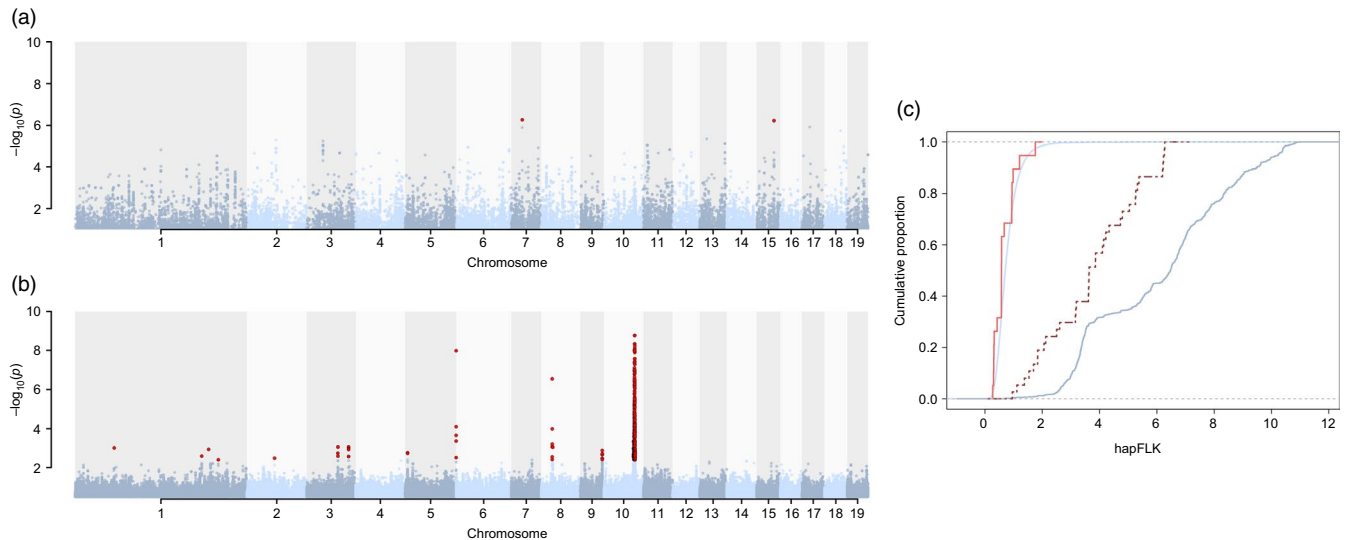 (a)
10
8
6
4
2
−log10(p)
1 2 3 4 5 6 7 8 9 10 11 12 13 14 15 16 17 18 19
Chromosome
(b)
10
8
6
4
2
−log10(p)
1 2 3 4 5 6 7 8 9 10 11 12 13 14 15 16 17 18 19
Chromosome
(c)
1.0
0.8
0.6
0.4
0.2
0.0
Cumulative proportion
0 2 4 6 8 10 12
hapFLK